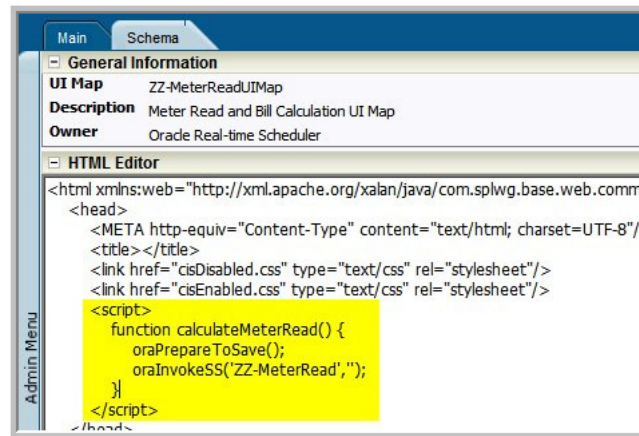 Main Schema
General Information
UI Map ZZ-MeterReadUIMap
Description Meter Read and Bill Calculation UI Map
Owner Oracle Real-time Scheduler
HTML Editor
<html xmlns:web="http://xml.apache.org/xalan/java/com.splwg.base.web.comm
<head>
<META http-equiv="Content-Type" content="text/html; charset=UTF-8"/
<title></title>
<link href="cisDisabled.css" type="text/css" rel="stylesheet"/>
<link href="cisEnabled.css" type="text/css" rel="stylesheet"/>
<script>
function calculateMeterRead() {
oraPrepareToSave();
oraInvokeSS('ZZ-MeterRead','');
}
</script>
</head>
Admin Menu